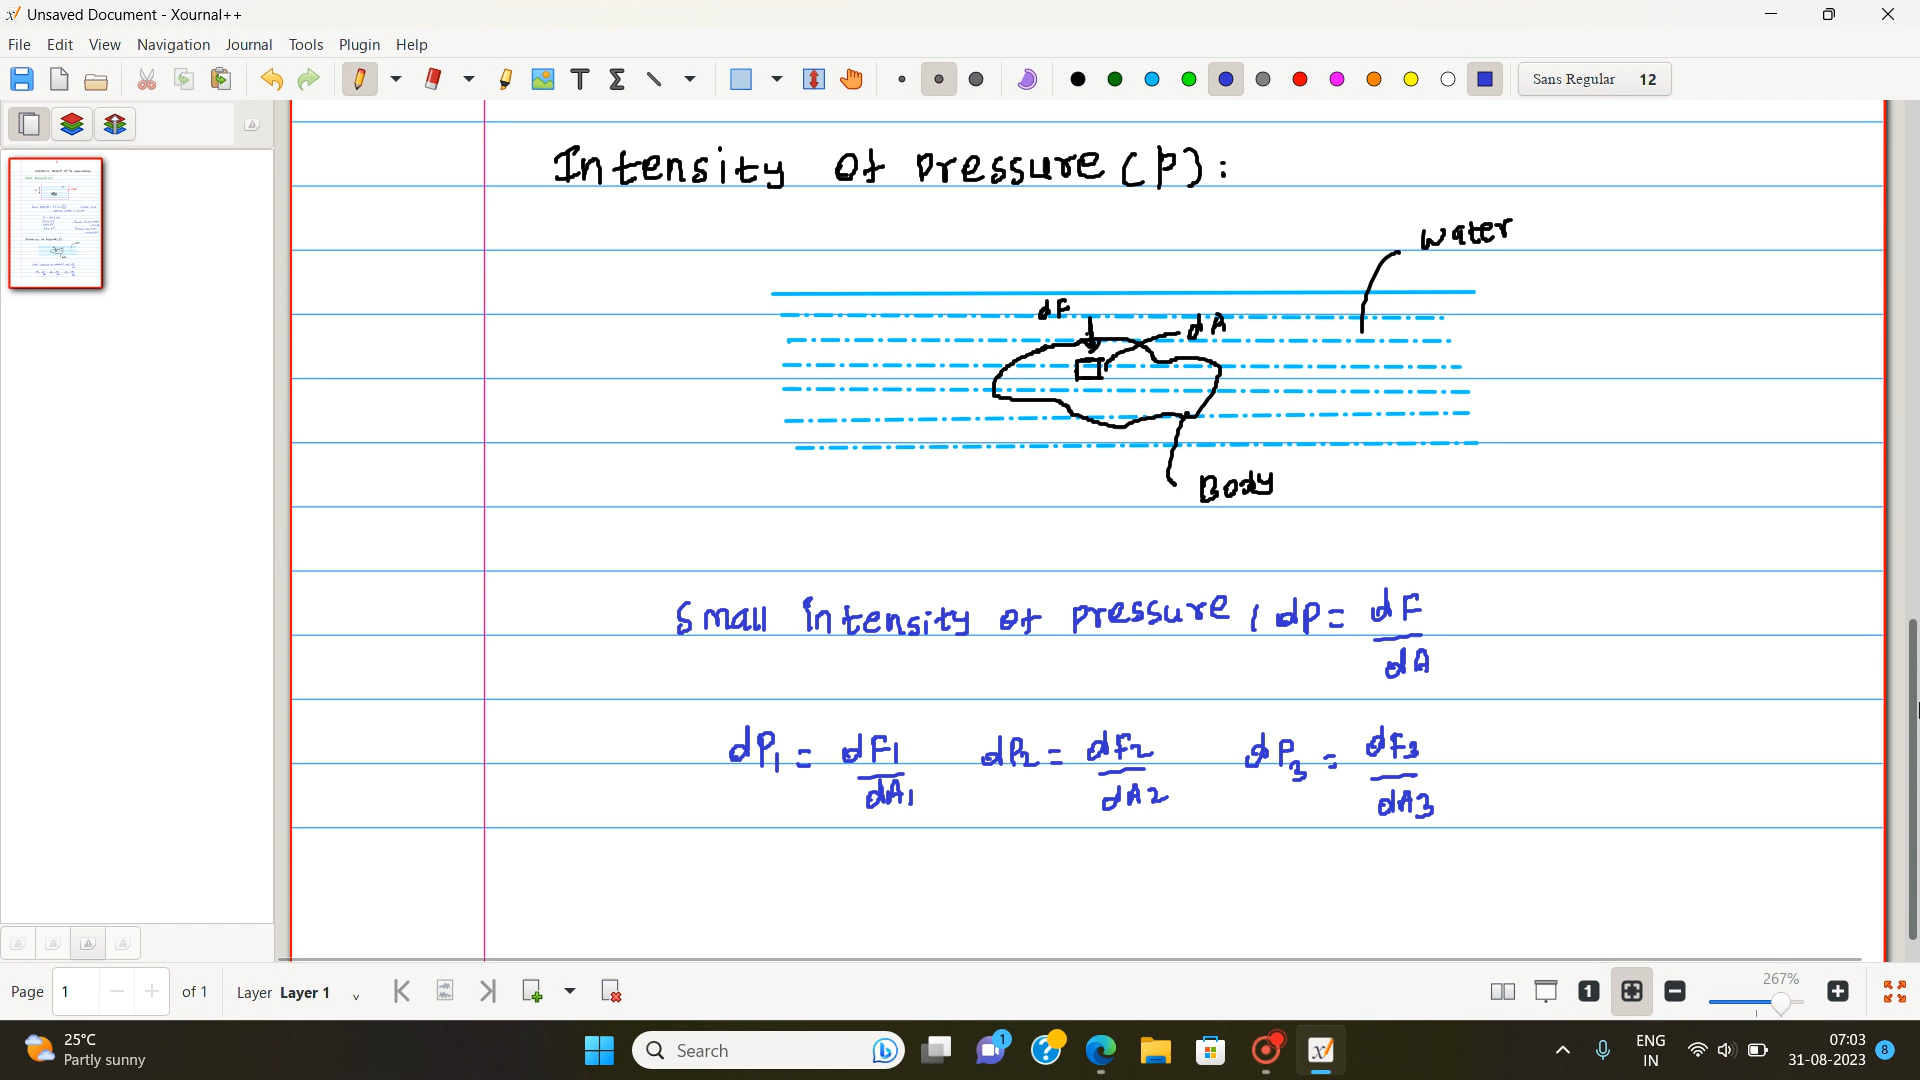 Unsaved Document - Xournal++
File Edit View Navigation Journal Tools Plugin Help
Sans Regular 12
Intensity of pressure (P) :
water
dF
dA
Body
Small intensity of pressure, dP = dF/dA
dP1 = dF1/dA1 dP2 = dF2/dA2 dP3 = dF3/dA3
Page 1 of 1 Layer Layer 1
267%
25°C
Partly sunny
Search
1
ENG
IN
07:03
31-08-2023
8